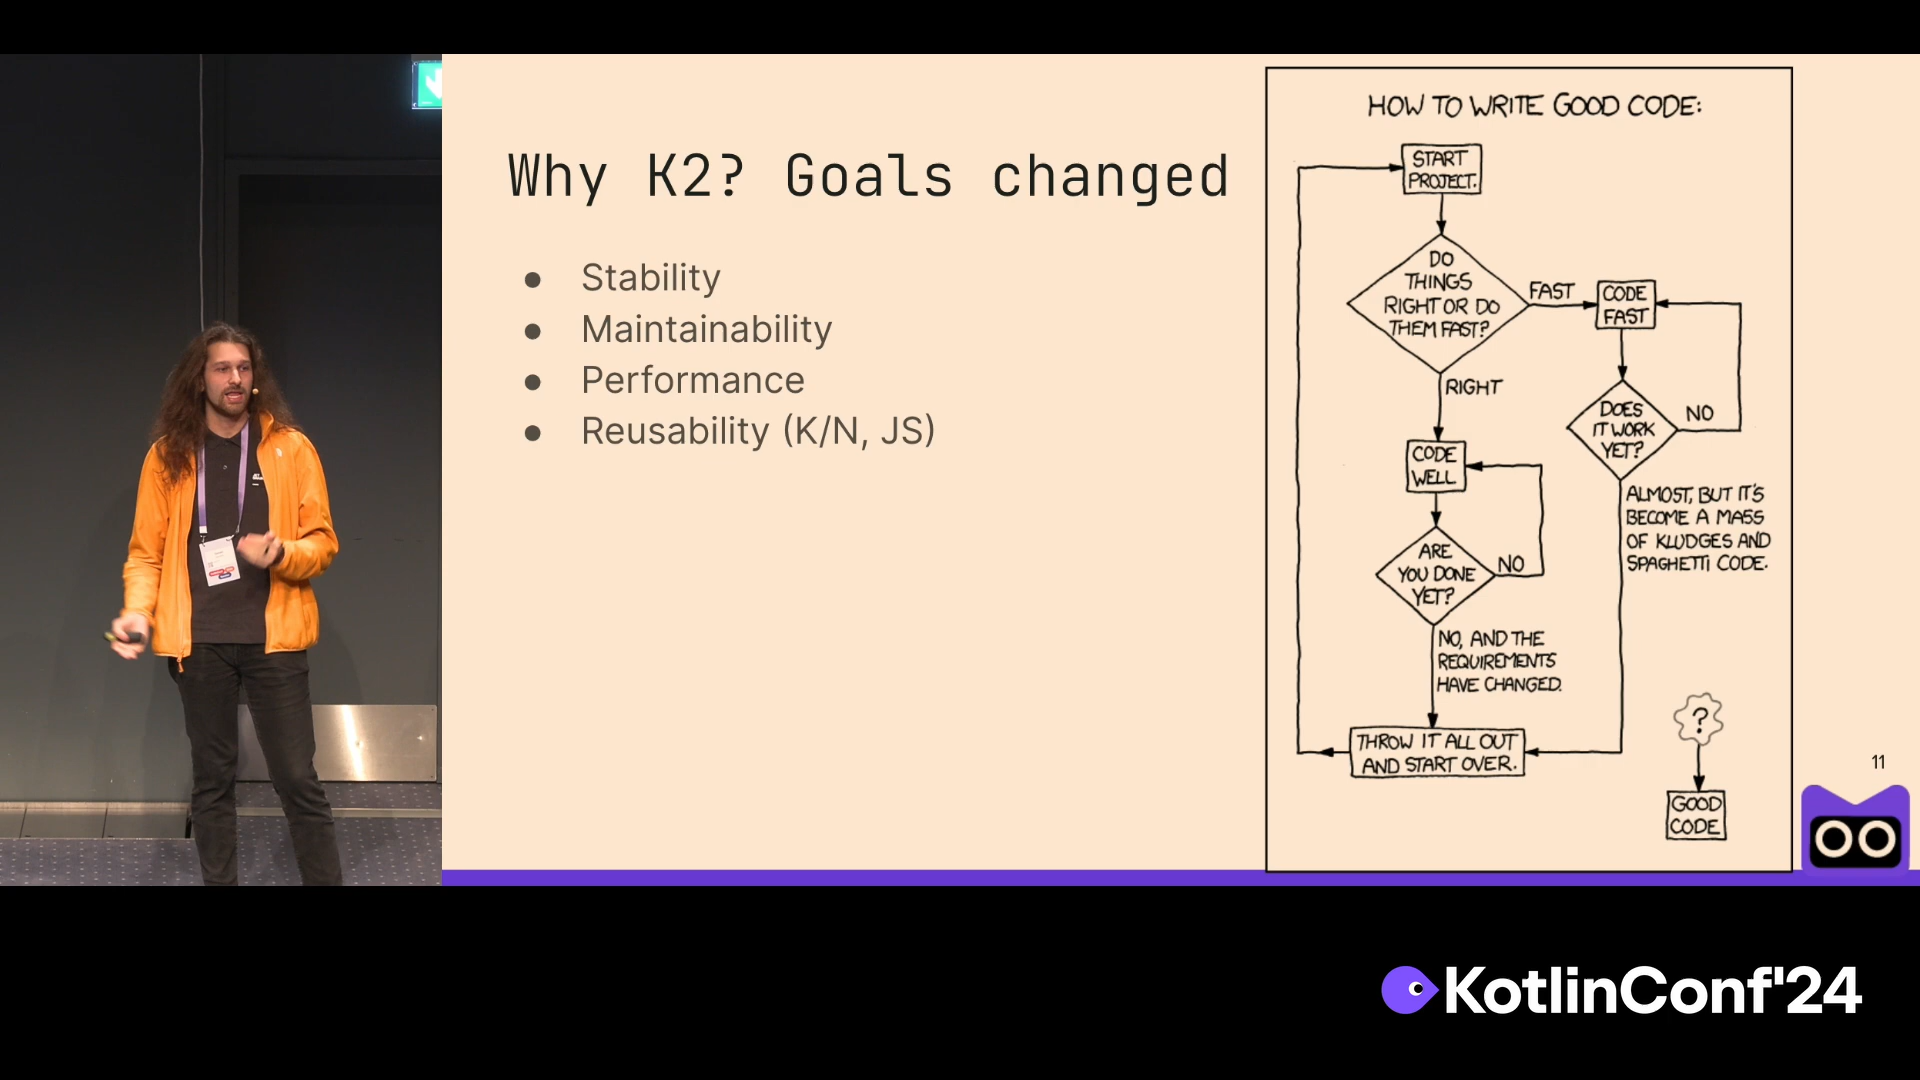 Why K2? Goals changed
● Stability
● Maintainability
● Performance
● Reusability (K/N, JS)
HOW TO WRITE GOOD CODE:
START
PROJECT.
DO
THINGS
RIGHT OR DO
THEM FAST?
FAST
CODE
FAST
RIGHT
DOES
IT WORK
YET?
NO
CODE
WELL
ALMOST, BUT IT'S
BECOME A MASS
OF KLUDGES AND
SPAGHETTI CODE.
ARE
YOU DONE
YET?
NO
NO, AND THE
REQUIREMENTS
HAVE CHANGED.
THROW IT ALL OUT
AND START OVER.
?
GOOD
CODE
11
KotlinConf'24